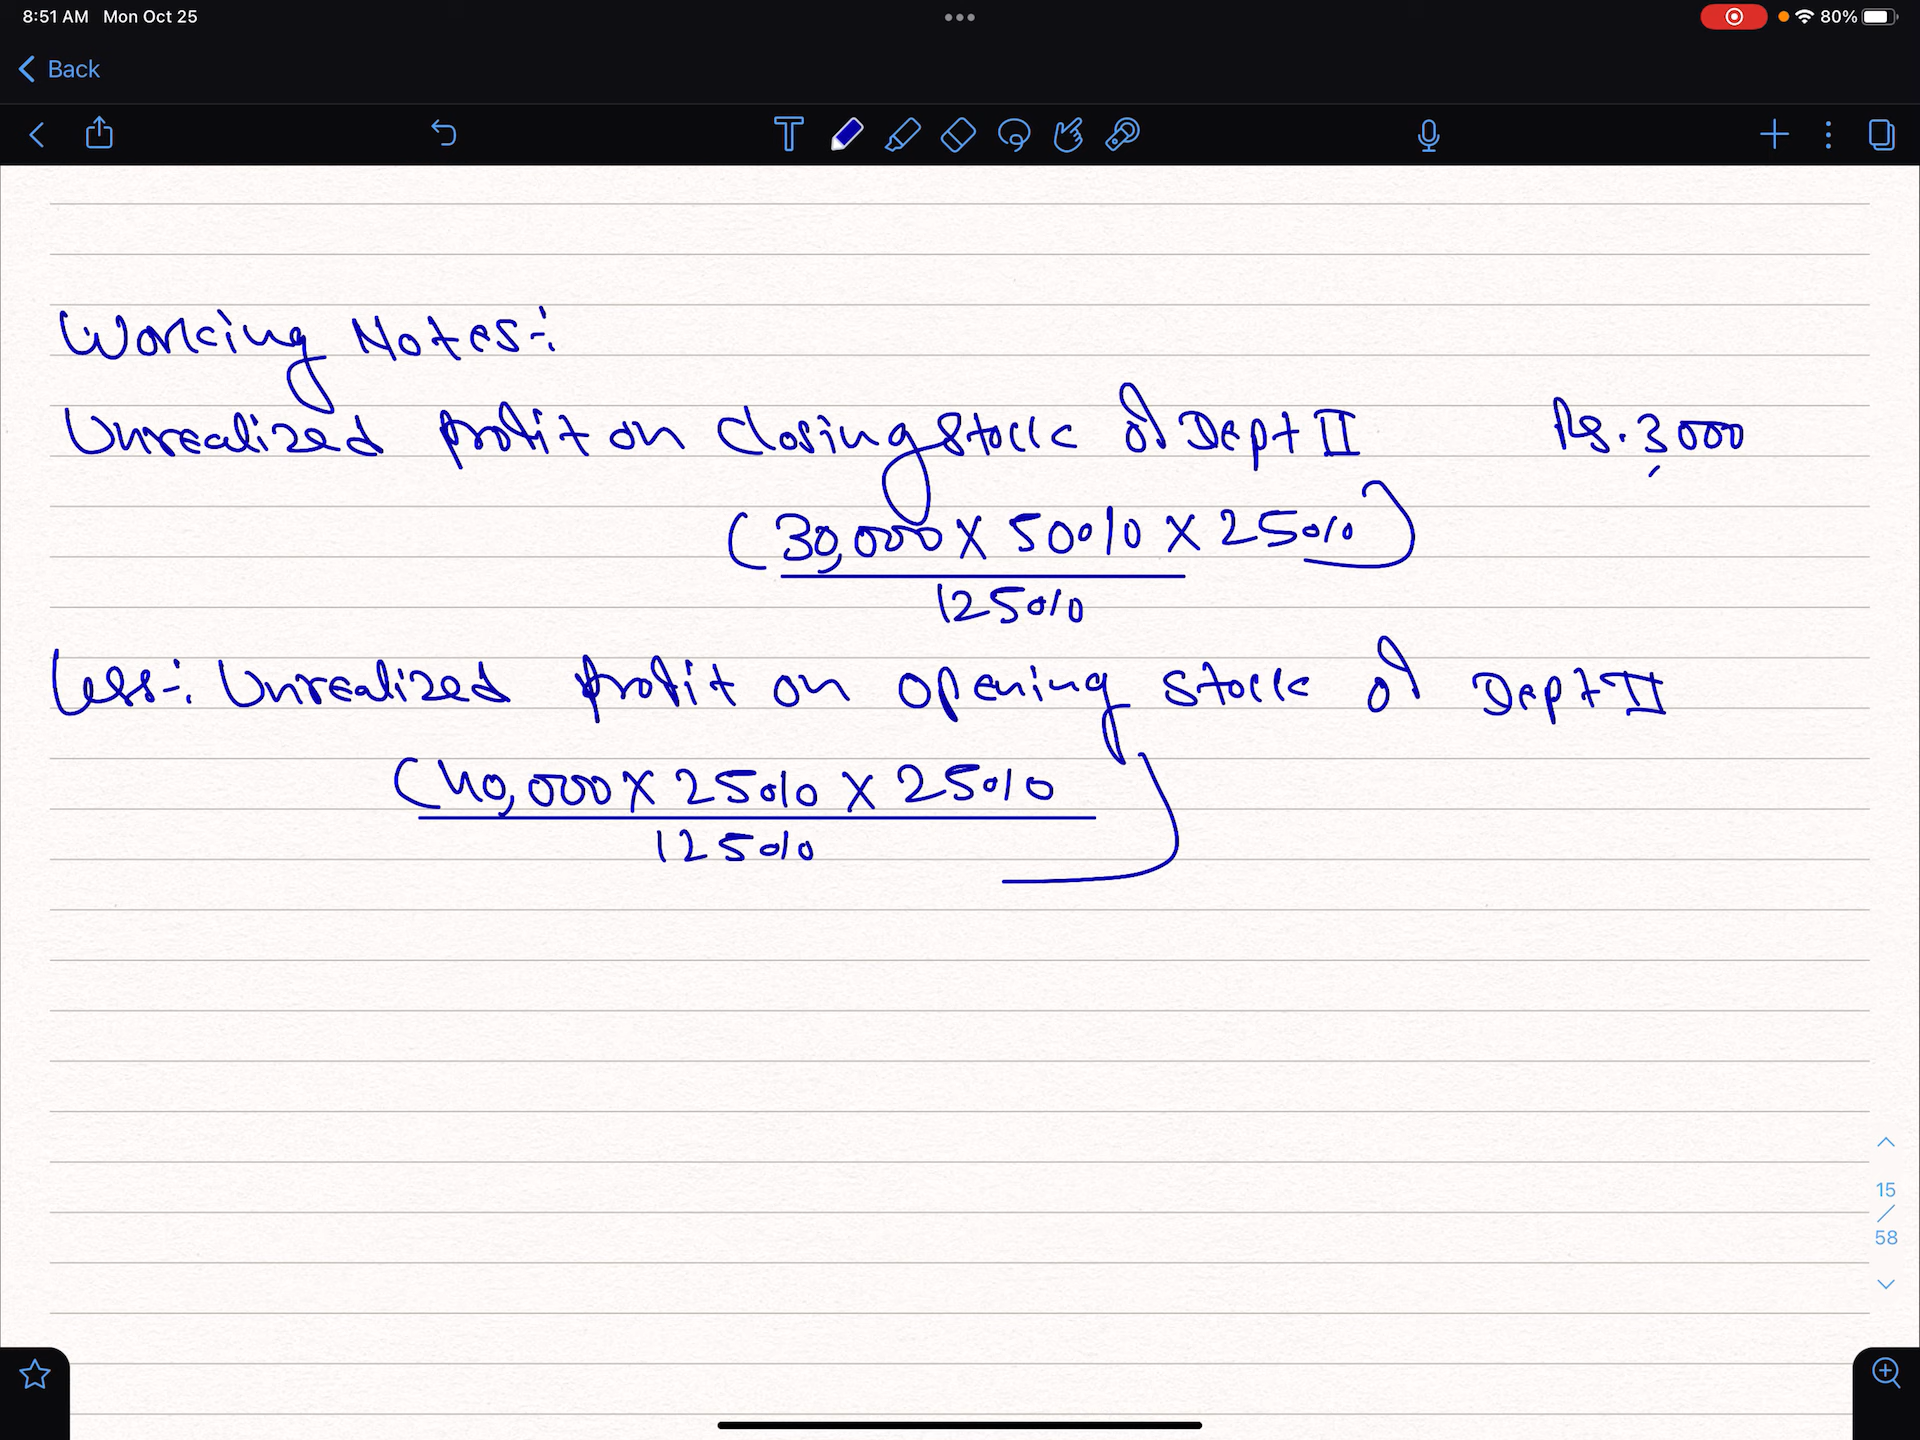 8:51 AM Mon Oct 25
80%
Back
Working Notes:-
Unrealized profit on Closing Stock of Dept II Rs. 3,000
(30,000 X 50% X 25%)
125%
Less:- Unrealized profit on opening stock of Dept II
(40,000 X 25% X 25%
125% )
15
/
58